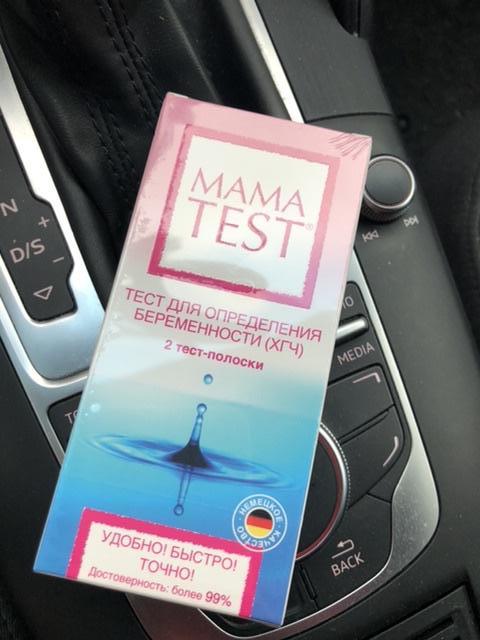 MAMA
TEST®
ТЕСТ ДЛЯ ОПРЕДЕЛЕНИЯ
БЕРЕМЕННОСТИ (ХГЧ)
2 тест-полоски
НЕМЕЦКОЕ КАЧЕСТВО
УДОБНО! БЫСТРО!
ТОЧНО!
Достоверность: более 99%
N
+
D/S
−
MEDIA
BACK